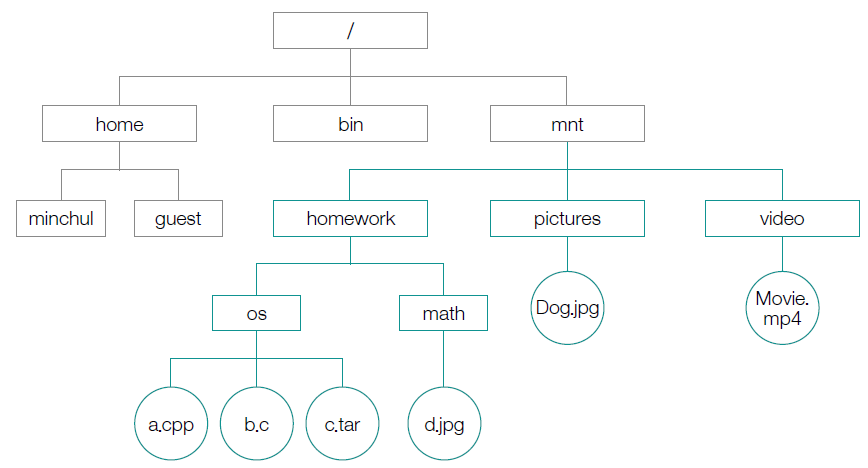 /
home
bin
mnt
minchul
guest
homework
pictures
video
os
math
Dog.jpg
Movie.
mp4
a.cpp
b.c
c.tar
d.jpg